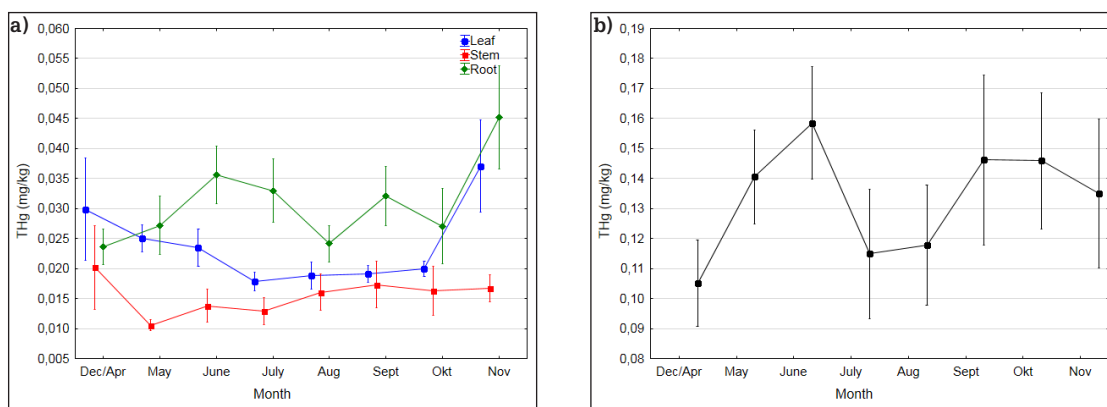 a)
THg (mg/kg)
0,060
0,055
0,050
0,045
0,040
0,035
0,030
0,025
0,020
0,015
0,010
0,005
Leaf
Stem
Root
Dec/Apr May June July Aug Sept Okt Nov
Month
b)
THg (mg/kg)
0,19
0,18
0,17
0,16
0,15
0,14
0,13
0,12
0,11
0,10
0,09
0,08
Dec/Apr May June July Aug Sept Okt Nov
Month